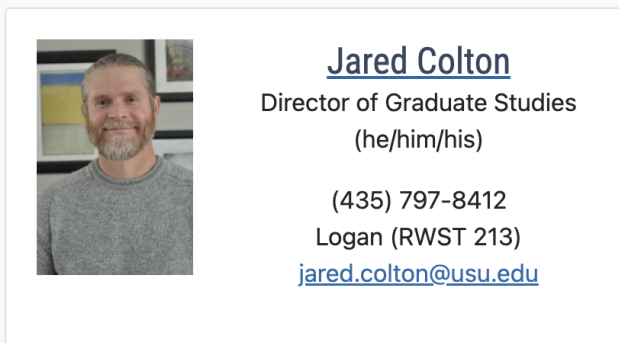 Jared Colton
Director of Graduate Studies
(he/him/his)
(435) 797-8412
Logan (RWST 213)
jared.colton@usu.edu